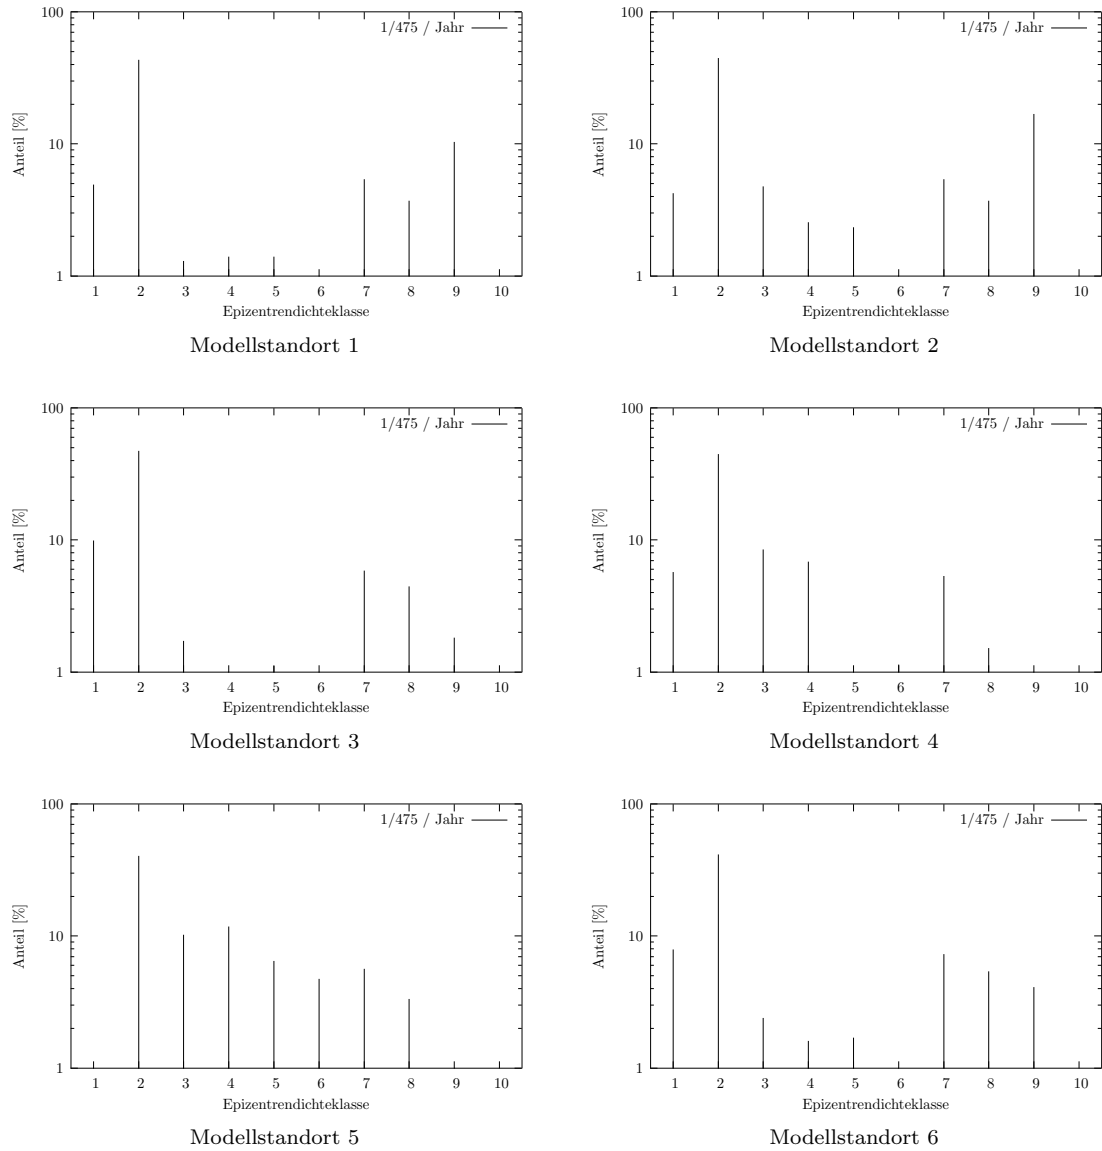 100
10
1
Anteil [%]
1/475 / Jahr
1 2 3 4 5 6 7 8 9 10
Epizentrendichteklasse
Modellstandort 1
100
10
1
Anteil [%]
1/475 / Jahr
1 2 3 4 5 6 7 8 9 10
Epizentrendichteklasse
Modellstandort 2
100
10
1
Anteil [%]
1/475 / Jahr
1 2 3 4 5 6 7 8 9 10
Epizentrendichteklasse
Modellstandort 3
100
10
1
Anteil [%]
1/475 / Jahr
1 2 3 4 5 6 7 8 9 10
Epizentrendichteklasse
Modellstandort 4
100
10
1
Anteil [%]
1/475 / Jahr
1 2 3 4 5 6 7 8 9 10
Epizentrendichteklasse
Modellstandort 5
100
10
1
Anteil [%]
1/475 / Jahr
1 2 3 4 5 6 7 8 9 10
Epizentrendichteklasse
Modellstandort 6